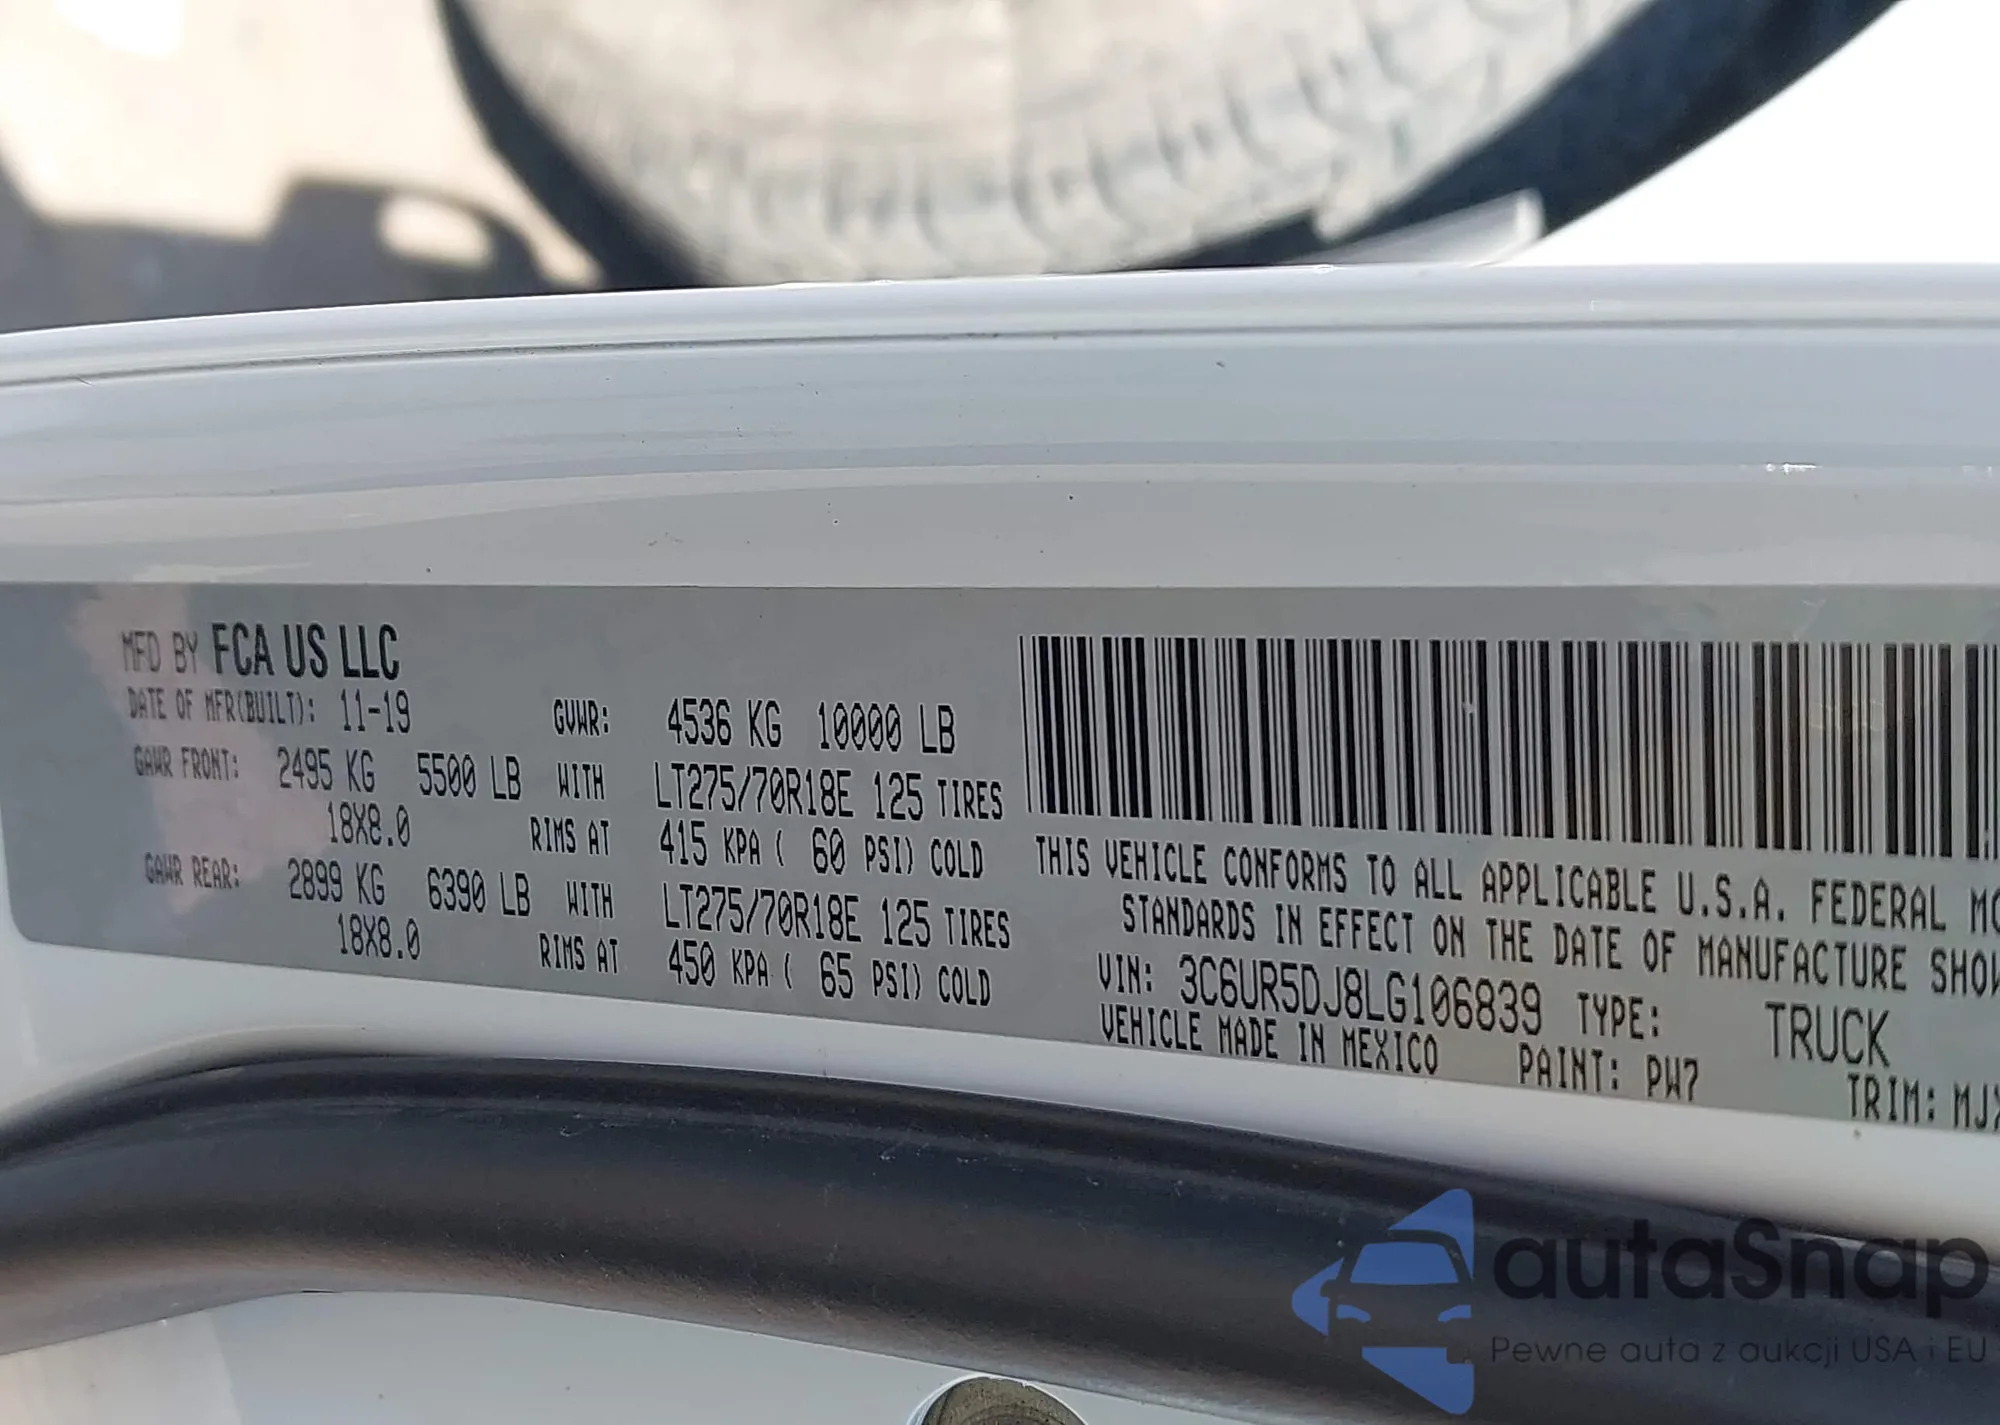 MFD BY FCA US LLC
DATE OF MFR(BUILT): 11-19 GVWR: 4536 KG 10000 LB
GAWR FRONT: 2495 KG 5500 LB WITH LT275/70R18E 125 TIRES
18X8.0 RIMS AT 415 KPA ( 60 PSI) COLD
GAWR REAR: 2899 KG 6390 LB WITH LT275/70R18E 125 TIRES
18X8.0 RIMS AT 450 KPA ( 65 PSI) COLD
THIS VEHICLE CONFORMS TO ALL APPLICABLE U.S.A. FEDERAL
STANDARDS IN EFFECT ON THE DATE OF MANUFACTURE
VIN: 3C6UR5DJ8LG106839 TYPE: TRUCK
VEHICLE MADE IN MEXICO PAINT: PW7 TRIM:
autaSnap
Pewne auta z aukcji USA i EU